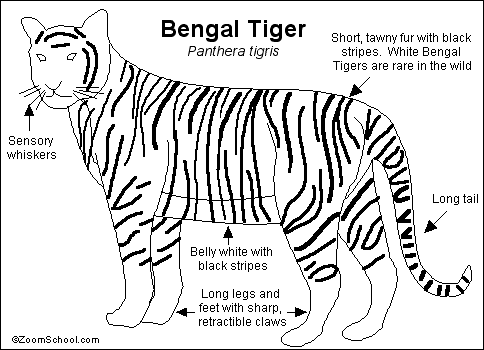 Bengal Tiger
Panthera tigris
Short, tawny fur with black
stripes. White Bengal
Tigers are rare in the wild
Sensory
whiskers
Long tail
Belly white with
black stripes
Long legs and
feet with sharp,
retractible claws
©ZoomSchool.com